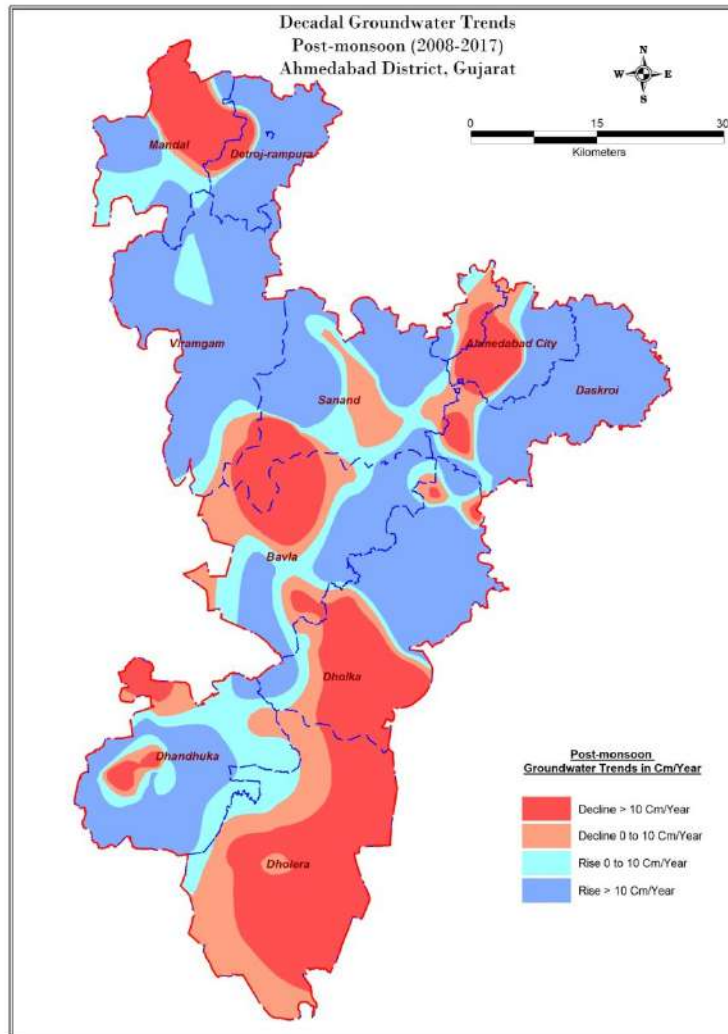 Decadal Groundwater Trends
Post-monsoon (2008-2017)
Ahmedabad District, Gujarat
N
W E
S
0 15 30
Kilometers
Mandal
Detroj-rampura
Viramgam
Ahmedabad City
Daskroi
Sanand
Bavla
Dholka
Dhandhuka
Dholera
Post-monsoon
Groundwater Trends in Cm/Year
Decline > 10 Cm/Year
Decline 0 to 10 Cm/Year
Rise 0 to 10 Cm/Year
Rise > 10 Cm/Year